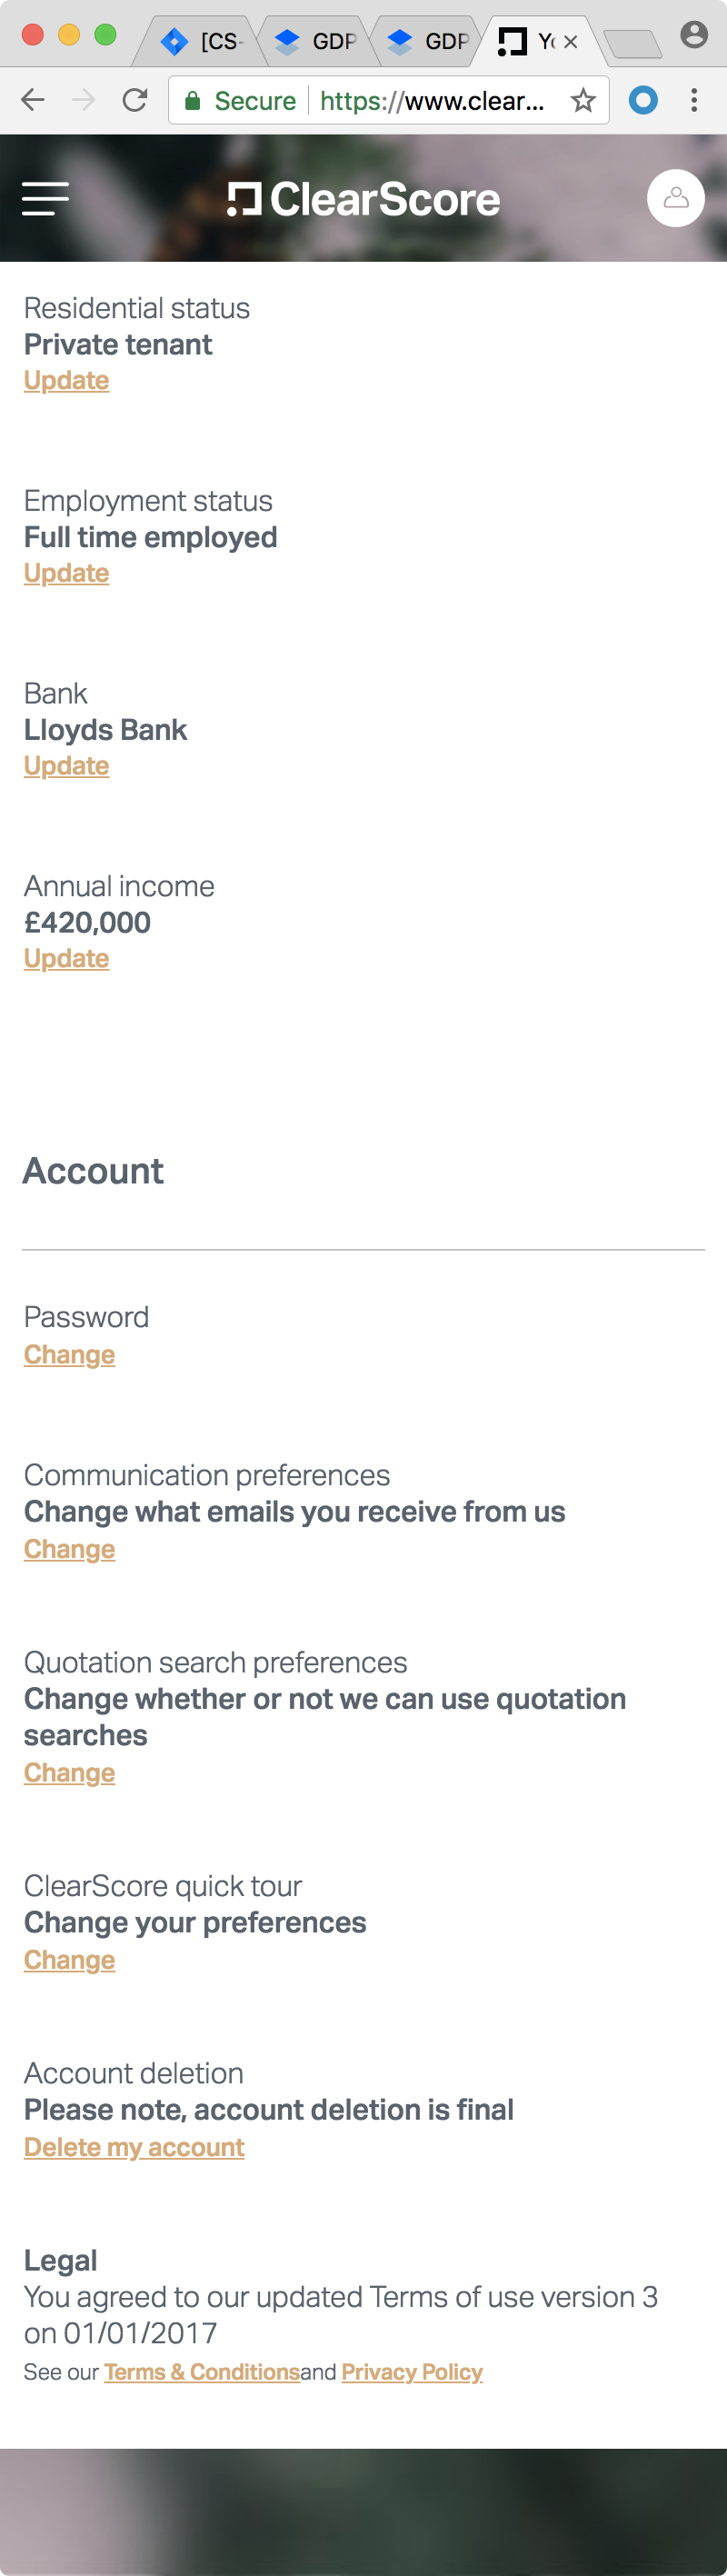 [CS-
GDP
GDP
Yo
Secure https://www.clear...
ClearScore
Residential status
Private tenant
Update
Employment status
Full time employed
Update
Bank
Lloyds Bank
Update
Annual income
£420,000
Update
Account
Password
Change
Communication preferences
Change what emails you receive from us
Change
Quotation search preferences
Change whether or not we can use quotation
searches
Change
ClearScore quick tour
Change your preferences
Change
Account deletion
Please note, account deletion is final
Delete my account
Legal
You agreed to our updated Terms of use version 3
on 01/01/2017
See our Terms & Conditionsand Privacy Policy